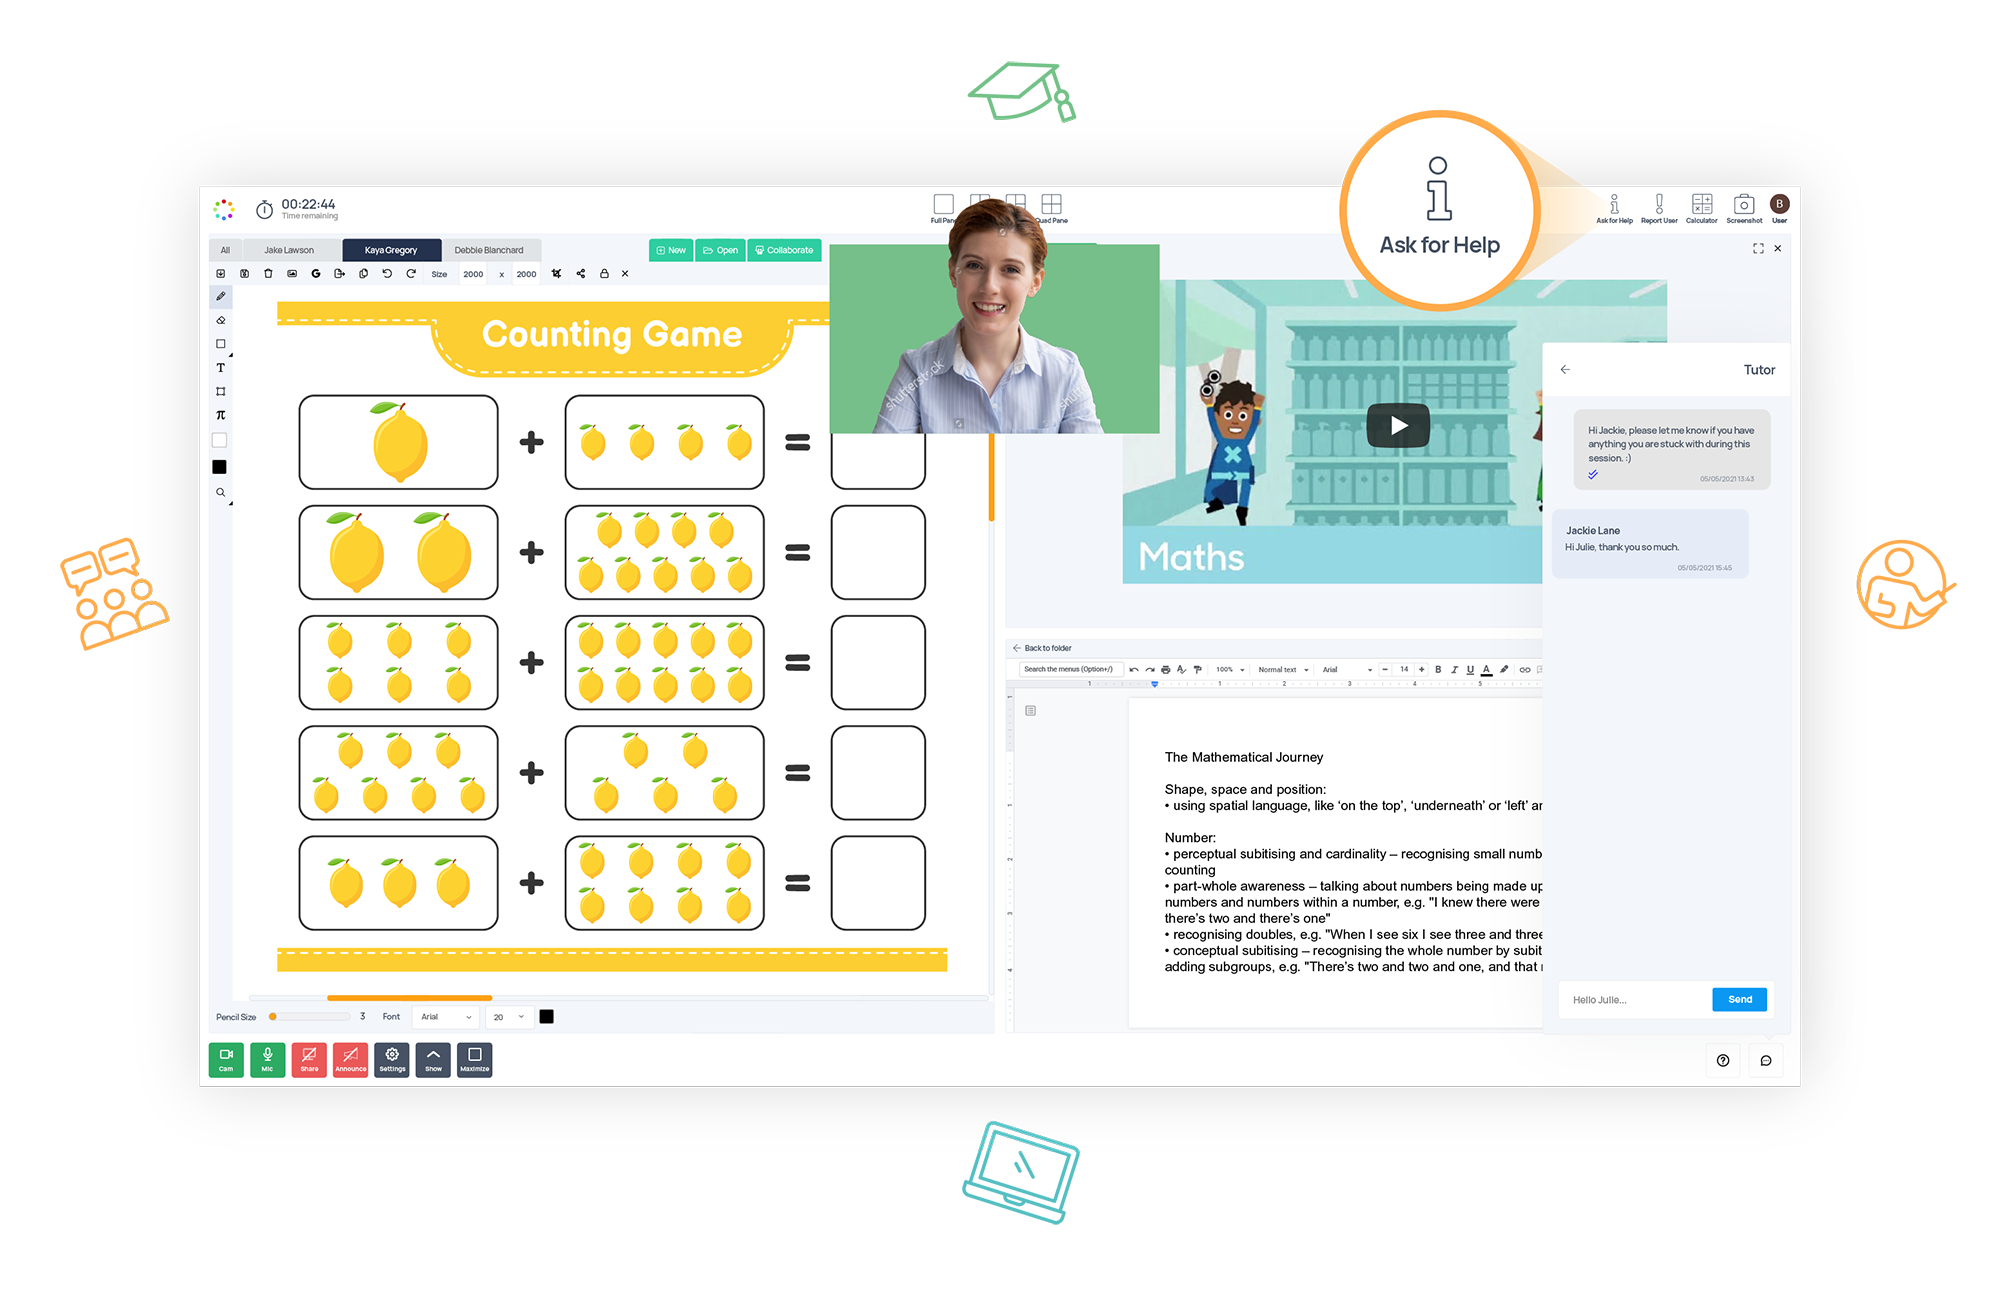 00:22:44
Time remaining
Full Pane
Quad Pane
Ask for Help
Ask for Help
Report User
Calculator
Screenshot
B
User
All
Jake Lawson
Kaya Gregory
Debbie Blanchard
New
Open
Collaborate
Size
2000
x
2000
T
π
Counting Game
+
=
+
=
+
=
+
=
+
=
Pencil Size
3
Font
Arial
20
Cam
Mic
Share
Announce
Settings
Show
Maximize
shutterstock
Maths
Back to folder
Search the menus (Option+/)
100%
Normal text
Arial
14
B
I
U
A
The Mathematical Journey
Shape, space and position:
• using spatial language, like ‘on the top’, ‘underneath’ or ‘left’ an
Number:
• perceptual subitising and cardinality – recognising small numb
counting
• part-whole awareness – talking about numbers being made up
numbers and numbers within a number, e.g. "I knew there were
there’s two and there’s one"
• recognising doubles, e.g. "When I see six I see three and three
• conceptual subitising – recognising the whole number by subit
adding subgroups, e.g. "There’s two and two and one, and that
Tutor
Hi Jackie, please let me know if you have
anything you are stuck with during this
session. :)
05/05/2021 13:43
Jackie Lane
Hi Julie, thank you so much.
05/05/2021 15:45
Hello Julie...
Send